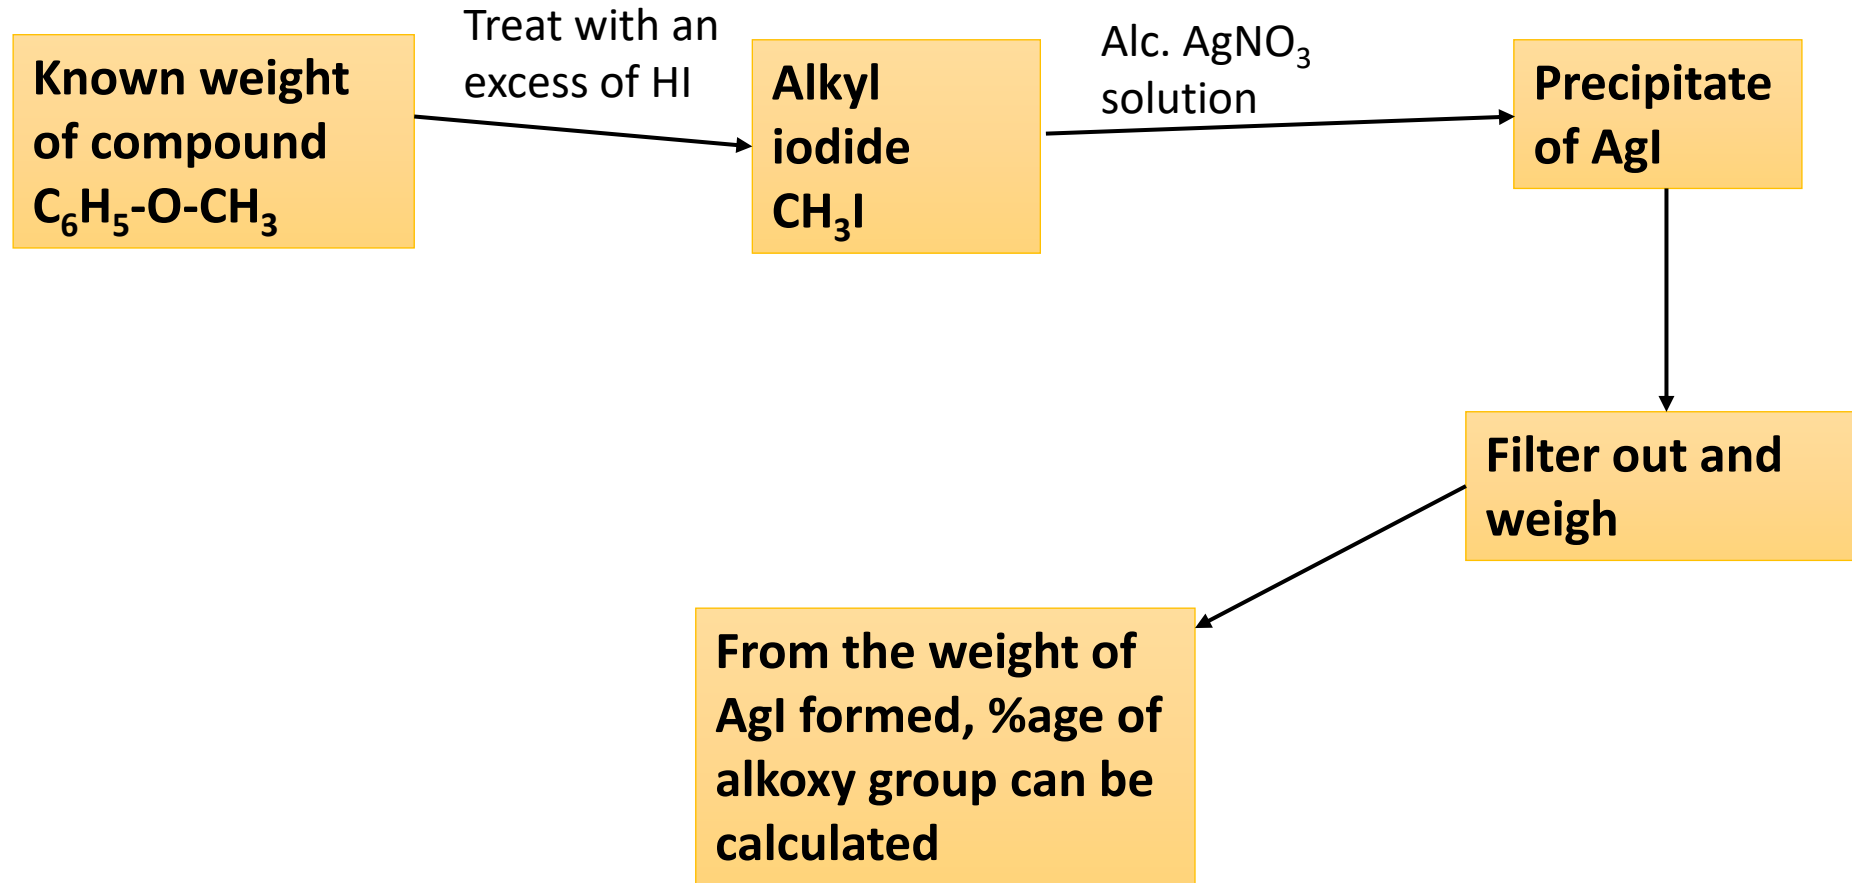 Known weight
of compound
C₆H₅-O-CH₃
Treat with an
excess of HI
Alkyl
iodide
CH₃I
Alc. AgNO₃
solution
Precipitate
of AgI
Filter out and
weigh
From the weight of
AgI formed, %age of
alkoxy group can be
calculated